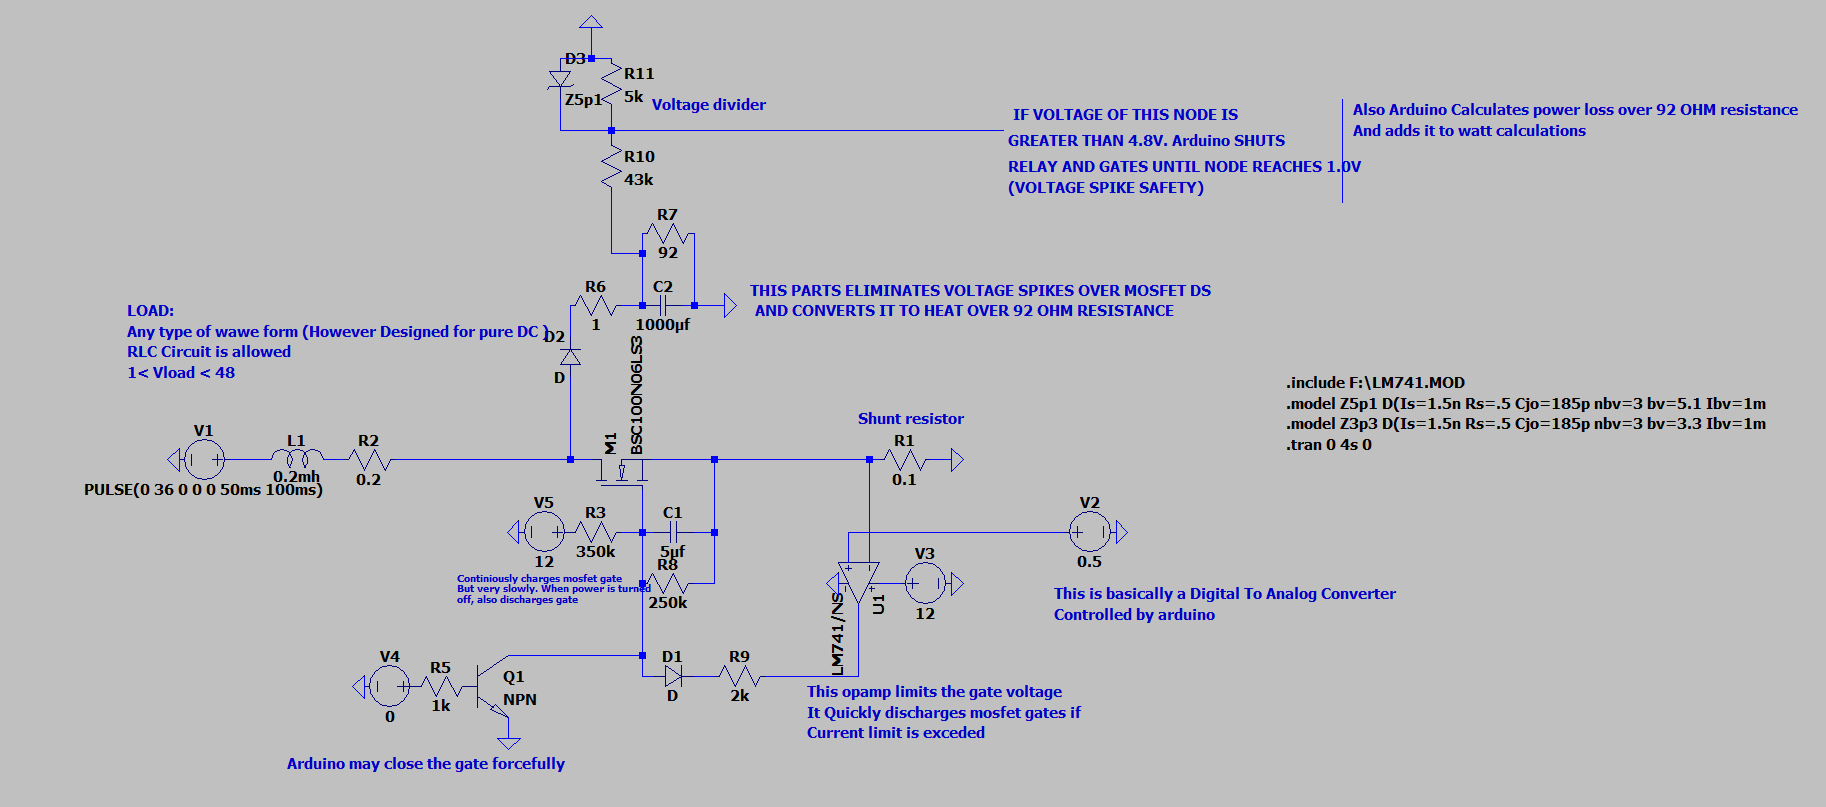 D3
R11
Z5p1
5k
Voltage divider
IF VOLTAGE OF THIS NODE IS
GREATER THAN 4.8V. Arduino SHUTS
RELAY AND GATES UNTIL NODE REACHES 1.0V
(VOLTAGE SPIKE SAFETY)
Also Arduino Calculates power loss over 92 OHM resistance
And adds it to watt calculations
R10
43k
R7
92
R6
1
C2
1000µf
THIS PARTS ELIMINATES VOLTAGE SPIKES OVER MOSFET DS
AND CONVERTS IT TO HEAT OVER 92 OHM RESISTANCE
LOAD:
Any type of wawe form (However Designed for pure DC )
RLC Circuit is allowed
1< Vload < 48
D2
D
M1
BSC100N06LS3
.include F:\LM741.MOD
.model Z5p1 D(Is=1.5n Rs=.5 Cjo=185p nbv=3 bv=5.1 Ibv=1m
.model Z3p3 D(Is=1.5n Rs=.5 Cjo=185p nbv=3 bv=3.3 Ibv=1m
.tran 0 4s 0
V1
PULSE(0 36 0 0 0 50ms 100ms)
L1
0.2mh
R2
0.2
Shunt resistor
R1
0.1
V5
12
R3
350k
C1
5µf
R8
250k
Continiously charges mosfet gate
But very slowly. When power is turned
off, also discharges gate
V2
0.5
V3
12
U1
LM741/NS
This is basically a Digital To Analog Converter
Controlled by arduino
V4
0
R5
1k
Q1
NPN
D1
D
R9
2k
This opamp limits the gate voltage
It Quickly discharges mosfet gates if
Current limit is exceded
Arduino may close the gate forcefully